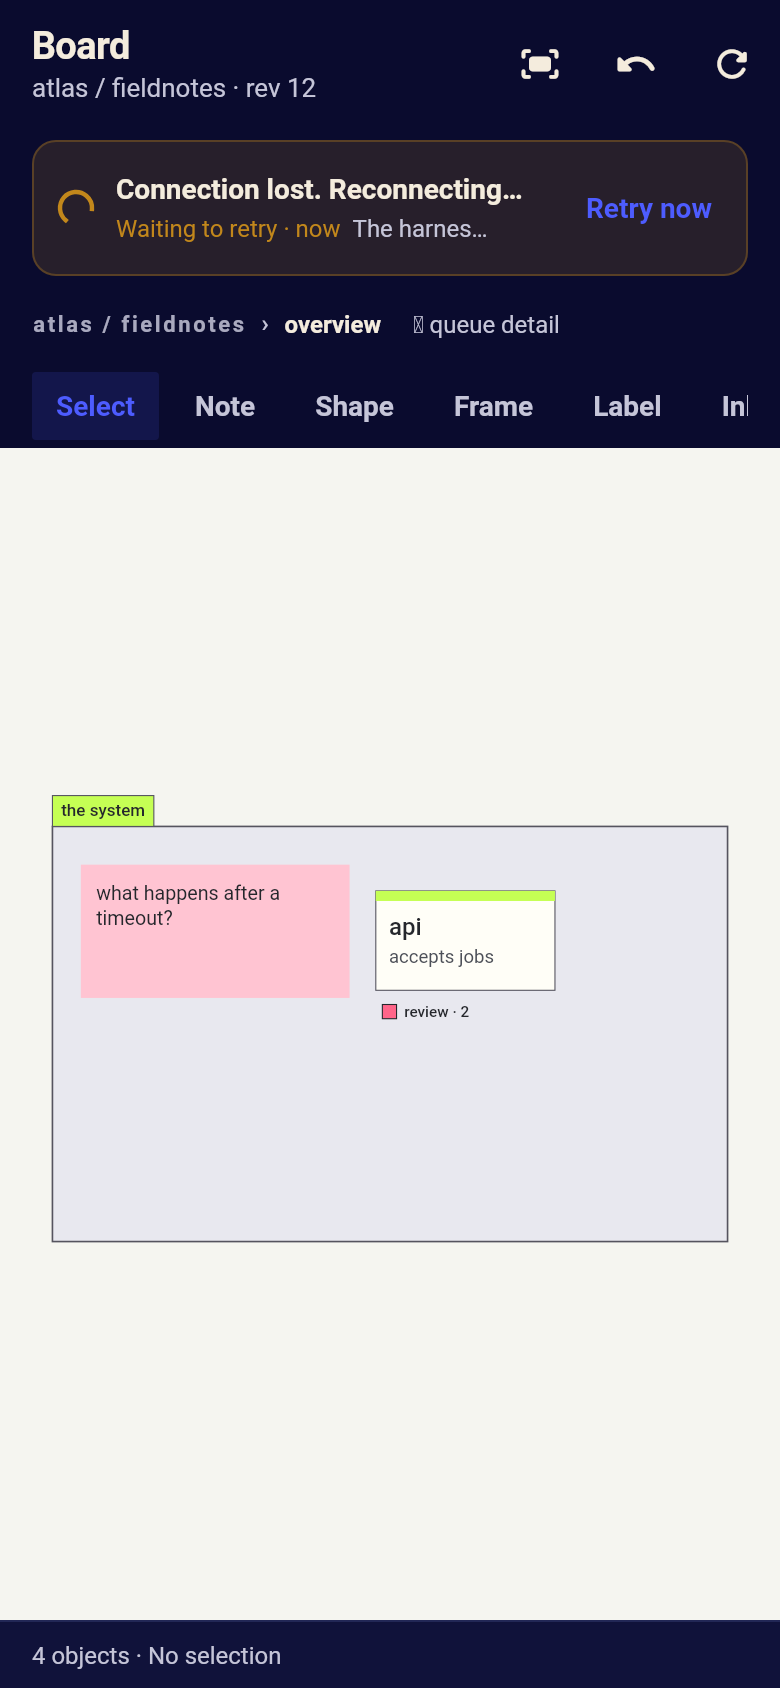 Board
atlas / fieldnotes · rev 12
Connection lost. Reconnecting…
Waiting to retry · now The harnes…
Retry now
atlas / fieldnotes › overview queue detail
Select Note Shape Frame Label
the system
what happens after a
timeout?
api
accepts jobs
review · 2
4 objects · No selection